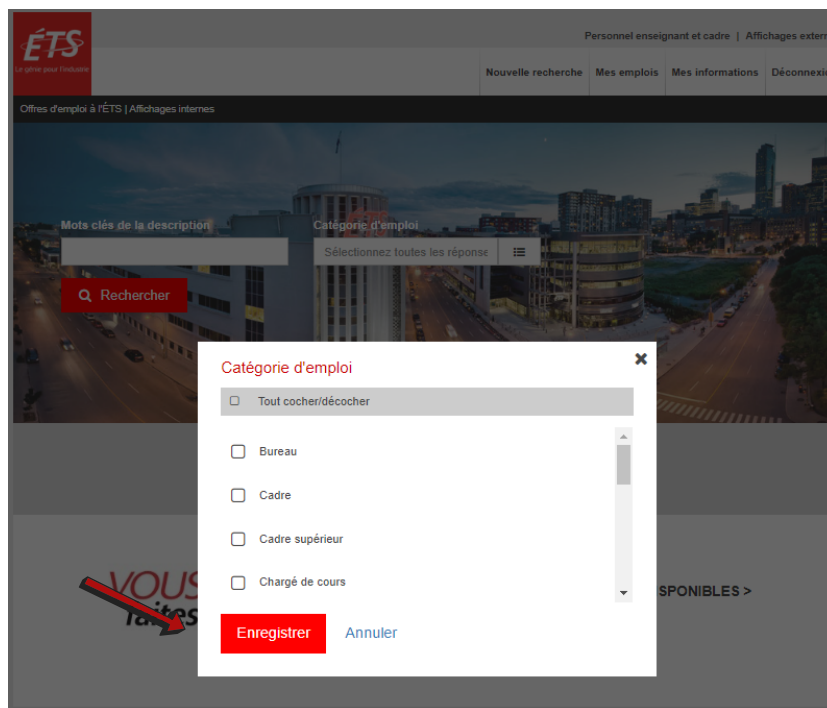 ÉTS
Le génie pour l'industrie
Personnel enseignant et cadre | Affichages extern
Nouvelle recherche Mes emplois Mes informations Déconnexio
Offres d'emploi à l'ÉTS | Affichages internes
Mots clés de la description
Catégorie d'emploi
Sélectionnez toutes les réponse
Rechercher
Catégorie d'emploi
Tout cocher/décocher
Bureau
Cadre
Cadre supérieur
Chargé de cours
Enregistrer Annuler
VOUS
faites
SPONIBLES >